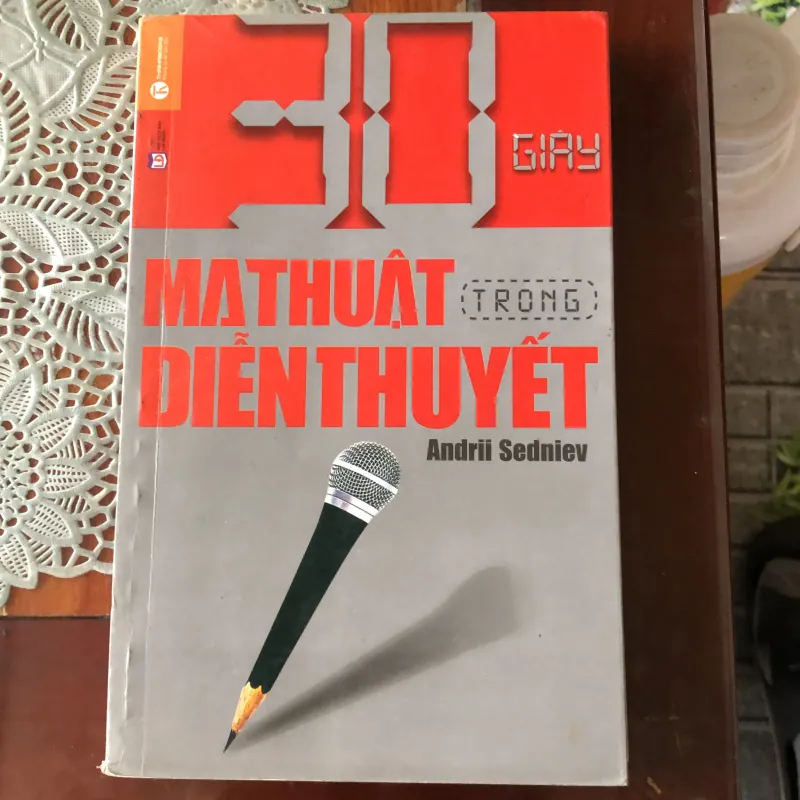 30
GIÂY
MA THUẬT TRONG
DIỄN THUYẾT
Andrii Sedniev